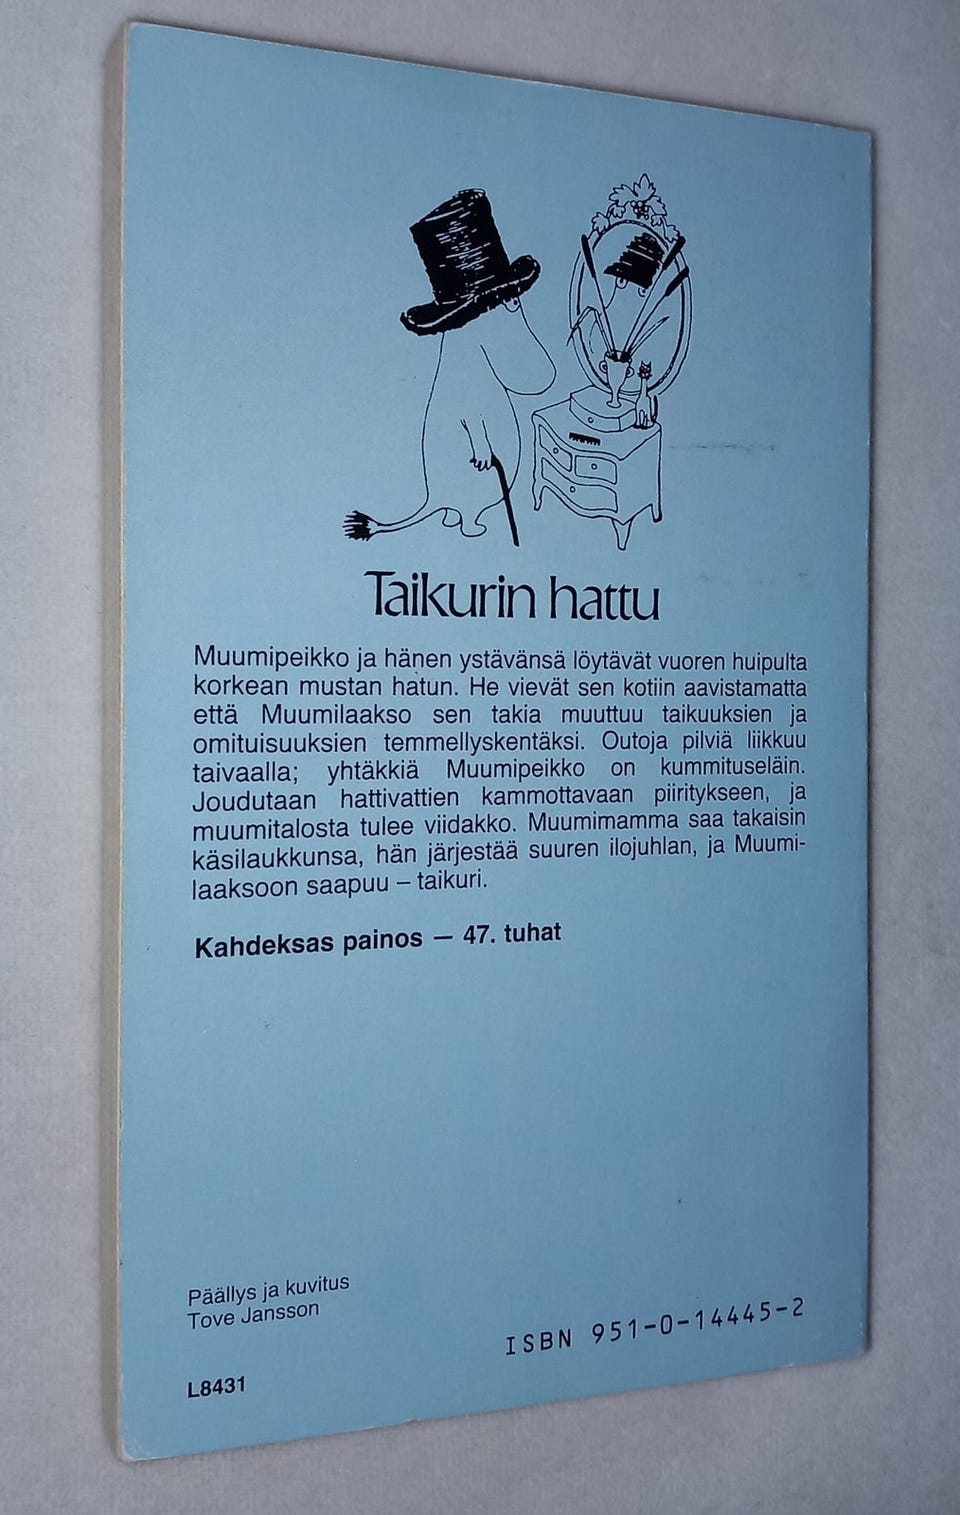 Taikurin hattu
Muumipeikko ja hänen ystävänsä löytävät vuoren huipulta
korkean mustan hatun. He vievät sen kotiin aavistamatta
että Muumilaakso sen takia muuttuu taikuuksien ja
omituisuuksien temmellyskentäksi. Outoja pilviä liikkuu
taivaalla; yhtäkkiä Muumipeikko on kummituseläin.
Joudutaan hattivattien kammottavaan piiritykseen, ja
muumitalosta tulee viidakko. Muumimamma saa takaisin
käsilaukkunsa, hän järjestää suuren ilojuhlan, ja Muumi-
laaksoon saapuu – taikuri.
Kahdeksas painos — 47. tuhat
Päällys ja kuvitus
Tove Jansson
ISBN 951-0-14445-2
L8431